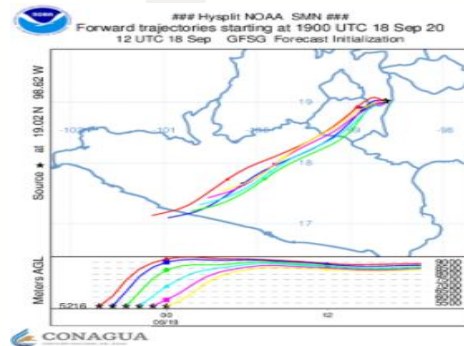 ### Hysplit NOAA SMN ###
Forward trajectories starting at 1900 UTC 18 Sep 20
12 UTC 18 Sep GFSG Forecast Initialization
Source ★ at 19.02 N 98.62 W
-101
19
-98
18
17
Meters AGL
5216
9000
00
12
09/19
CONAGUA